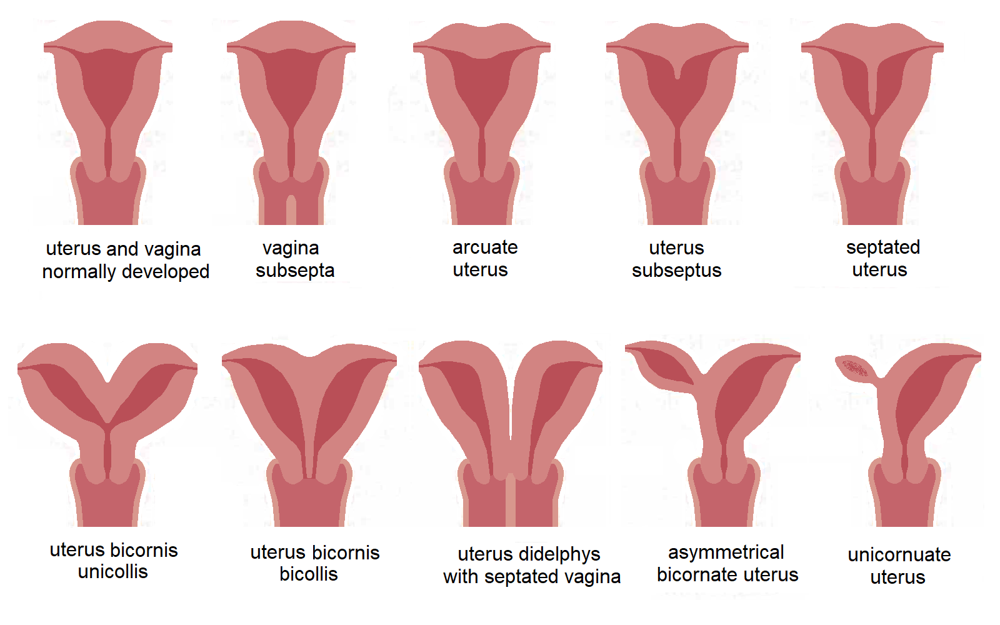 uterus and vagina
normally developed
vagina
subsepta
arcuate
uterus
uterus
subseptus
septated
uterus
uterus bicornis
unicollis
uterus bicornis
bicollis
uterus didelphys
with septated vagina
asymmetrical
bicornate uterus
unicornuate
uterus